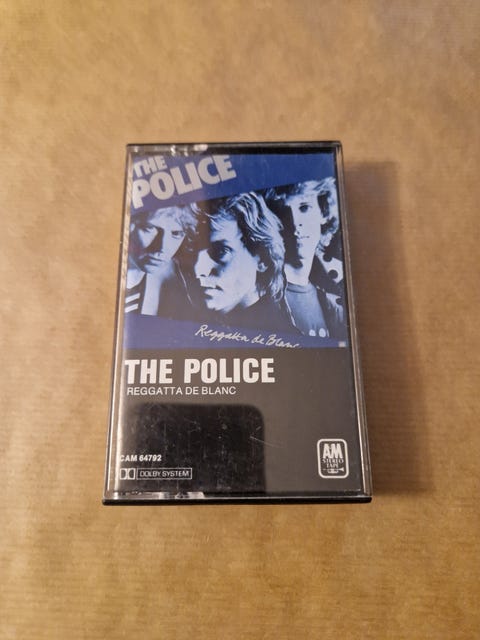 THE
POLICE
Reggatta de Blanc
THE POLICE
REGGATTA DE BLANC
CAM 64792
DOLBY SYSTEM
A&M
STEREO
TAPE